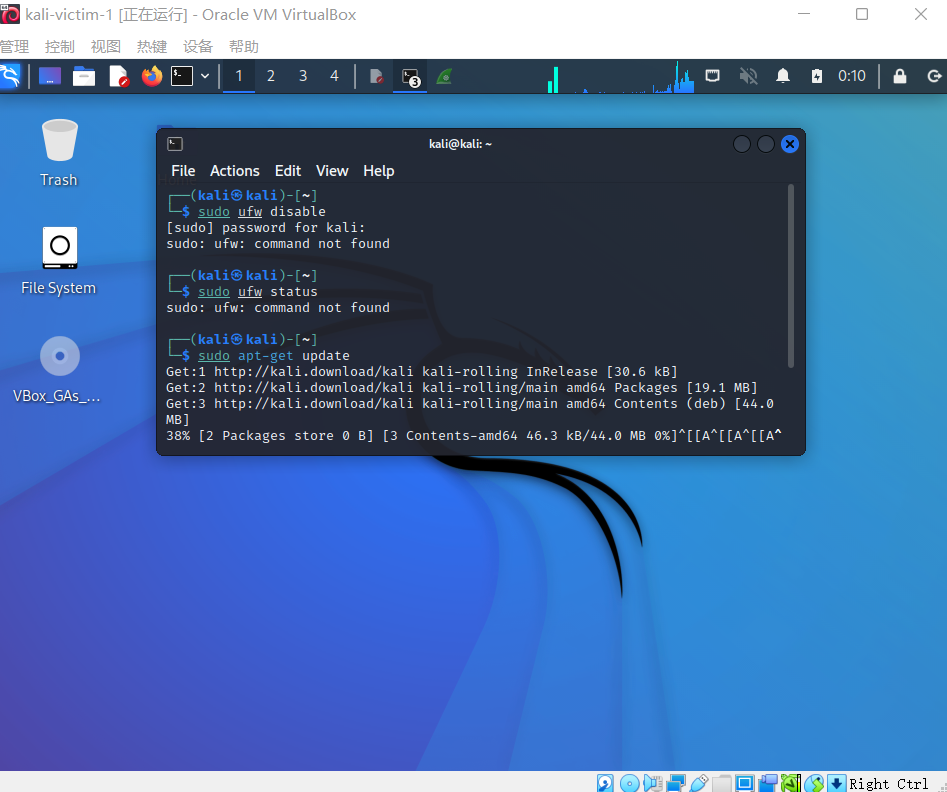 kali-victim-1 [正在运行] - Oracle VM VirtualBox
管理 控制 视图 热键 设备 帮助
1 2 3 4 3 0:10
Trash
File System
VBox_GAs_...
kali@kali: ~
File Actions Edit View Help
┌──(kali㉿kali)-[~]
└─$ sudo ufw disable
[sudo] password for kali:
sudo: ufw: command not found
┌──(kali㉿kali)-[~]
└─$ sudo ufw status
sudo: ufw: command not found
┌──(kali㉿kali)-[~]
└─$ sudo apt-get update
Get:1 http://kali.download/kali kali-rolling InRelease [30.6 kB]
Get:2 http://kali.download/kali kali-rolling/main amd64 Packages [19.1 MB]
Get:3 http://kali.download/kali kali-rolling/main amd64 Contents (deb) [44.0
MB]
38% [2 Packages store 0 B] [3 Contents-amd64 46.3 kB/44.0 MB 0%]^[[A^[[A^[[A^
Right Ctrl